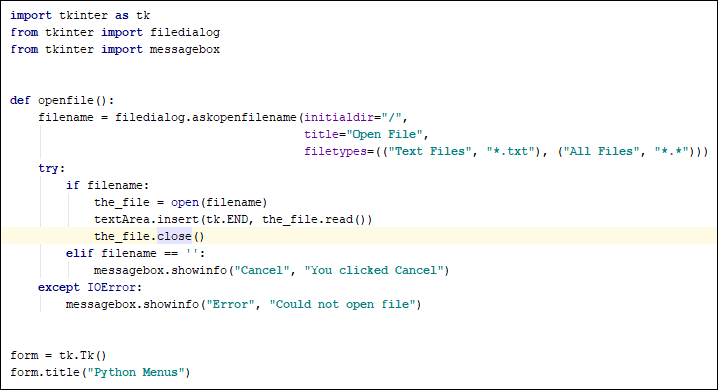 import tkinter as tk
from tkinter import filedialog
from tkinter import messagebox
def openfile():
    filename = filedialog.askopenfilename(initialdir="/",
                                          title="Open File",
                                          filetypes=(("Text Files", "*.txt"), ("All Files", "*.*")))
    try:
        if filename:
            the_file = open(filename)
            textArea.insert(tk.END, the_file.read())
            the_file.close()
        elif filename == '':
            messagebox.showinfo("Cancel", "You clicked Cancel")
    except IOError:
        messagebox.showinfo("Error", "Could not open file")
form = tk.Tk()
form.title("Python Menus")